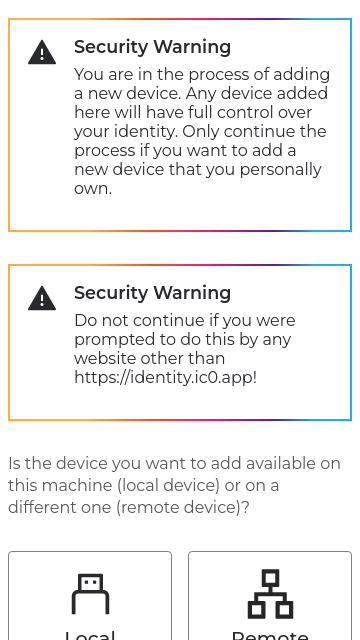 Security Warning
You are in the process of adding
a new device. Any device added
here will have full control over
your identity. Only continue the
process if you want to add a
new device that you personally
own.
Security Warning
Do not continue if you were
prompted to do this by any
website other than
https://identity.ic0.app!
Is the device you want to add available on
this machine (local device) or on a
different one (remote device)?
Local
Remote